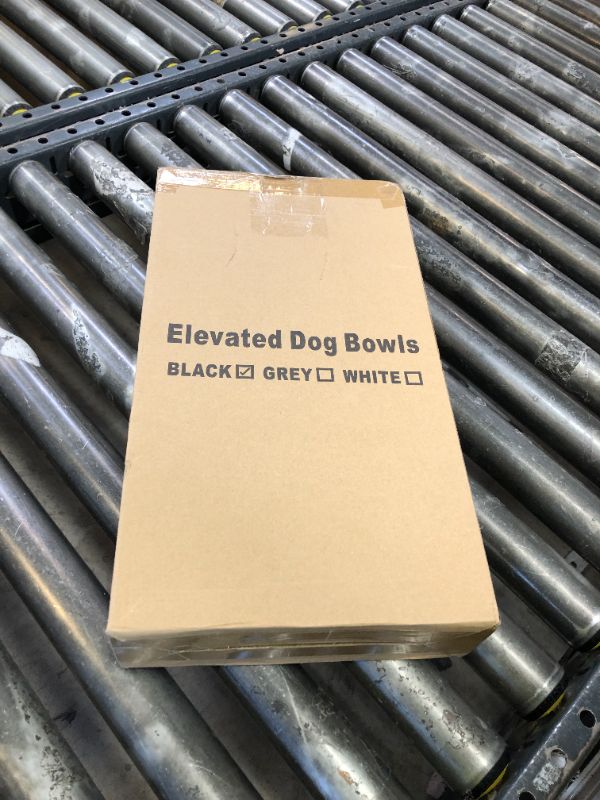 Elevated Dog Bowls
BLACK☑ GREY☐ WHITE☐